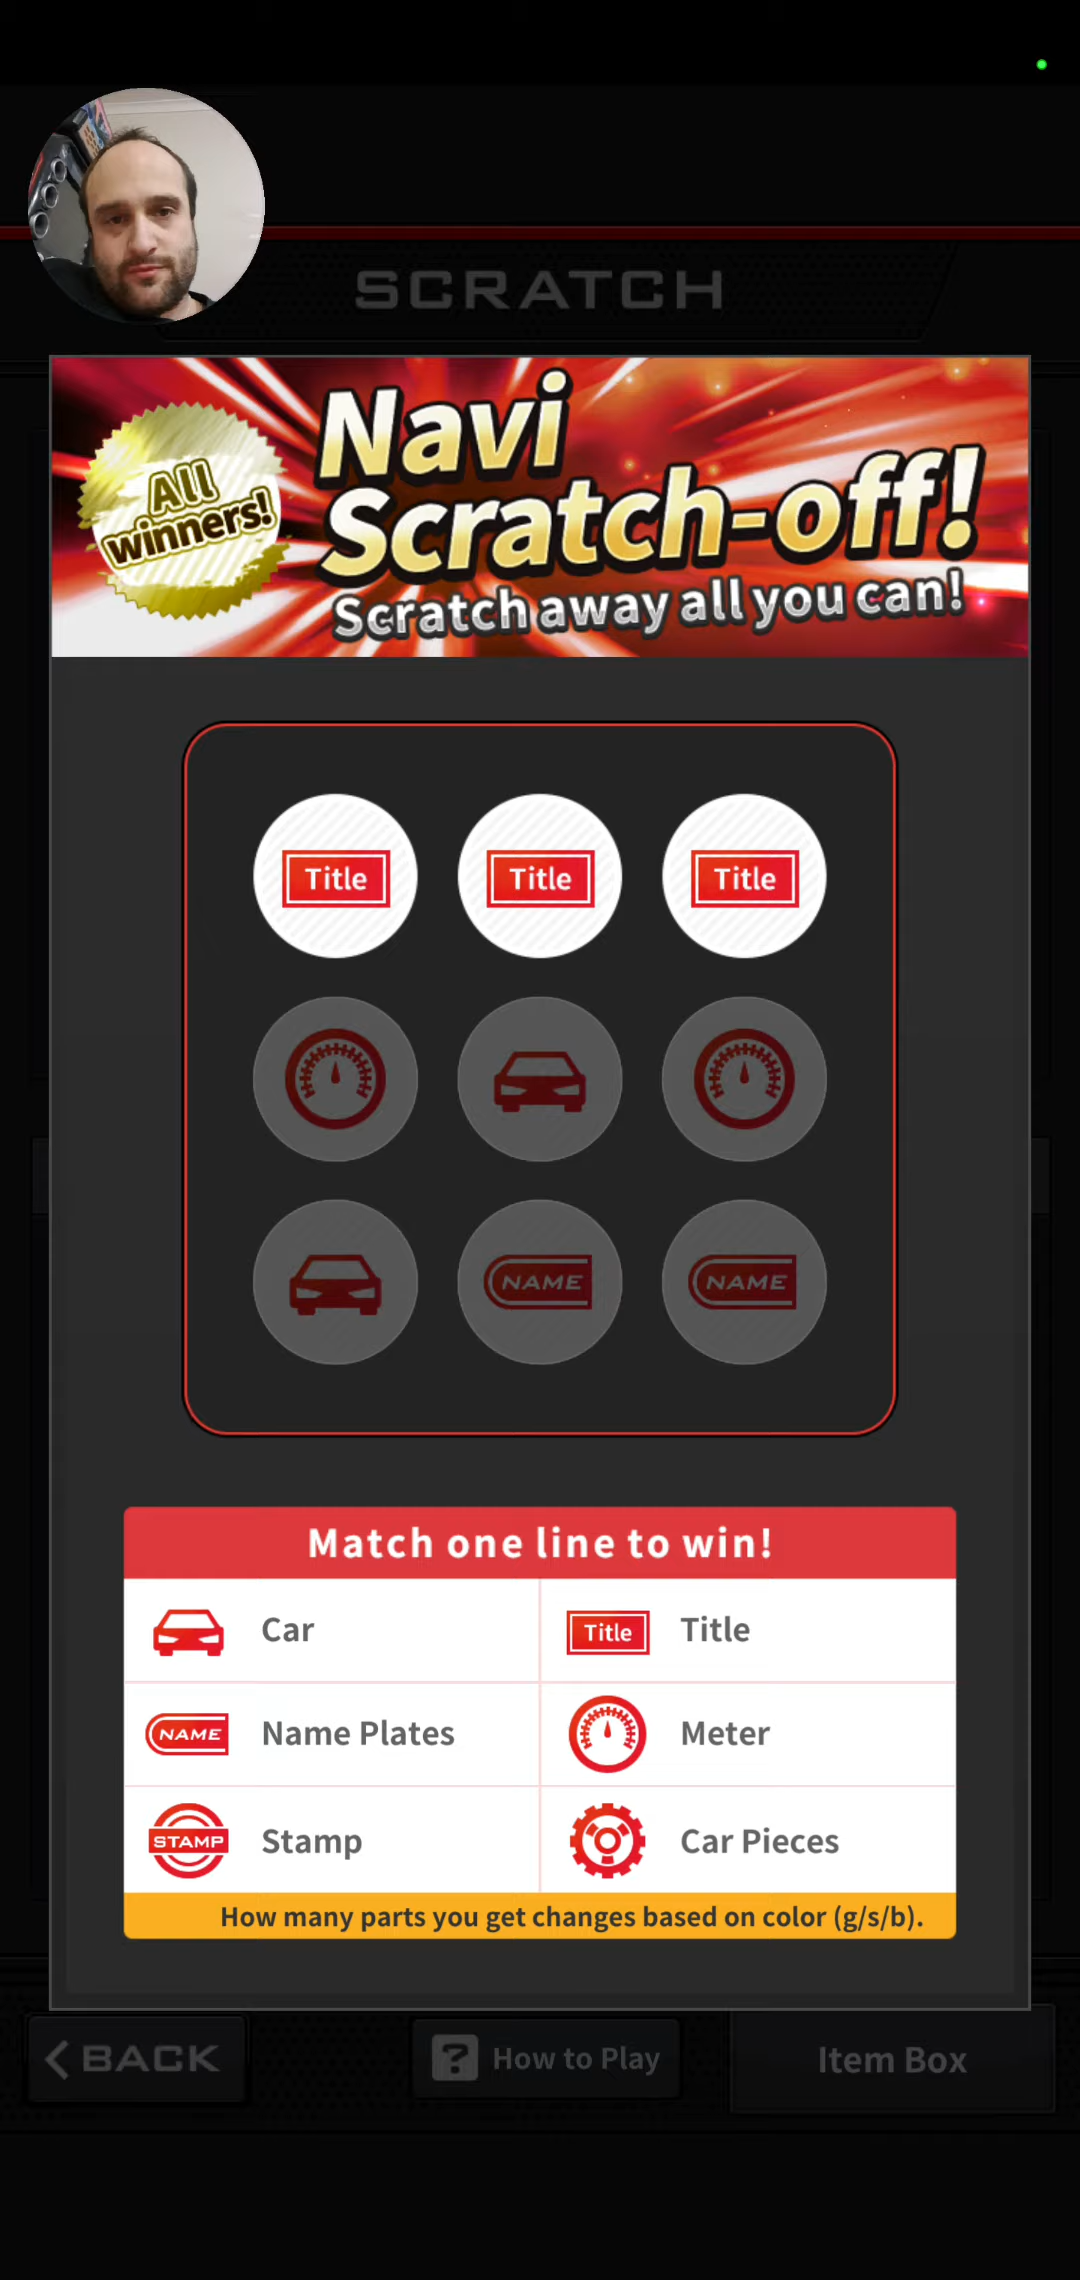 SCRATCH
All
winners!
Navi
Scratch-off!
Scratch away all you can!
Title Title Title
NAME NAME
Match one line to win!
Car
Title Title
NAME Name Plates
Meter
STAMP Stamp
Car Pieces
How many parts you get changes based on color (g/s/b).
BACK
? How to Play
Item Box